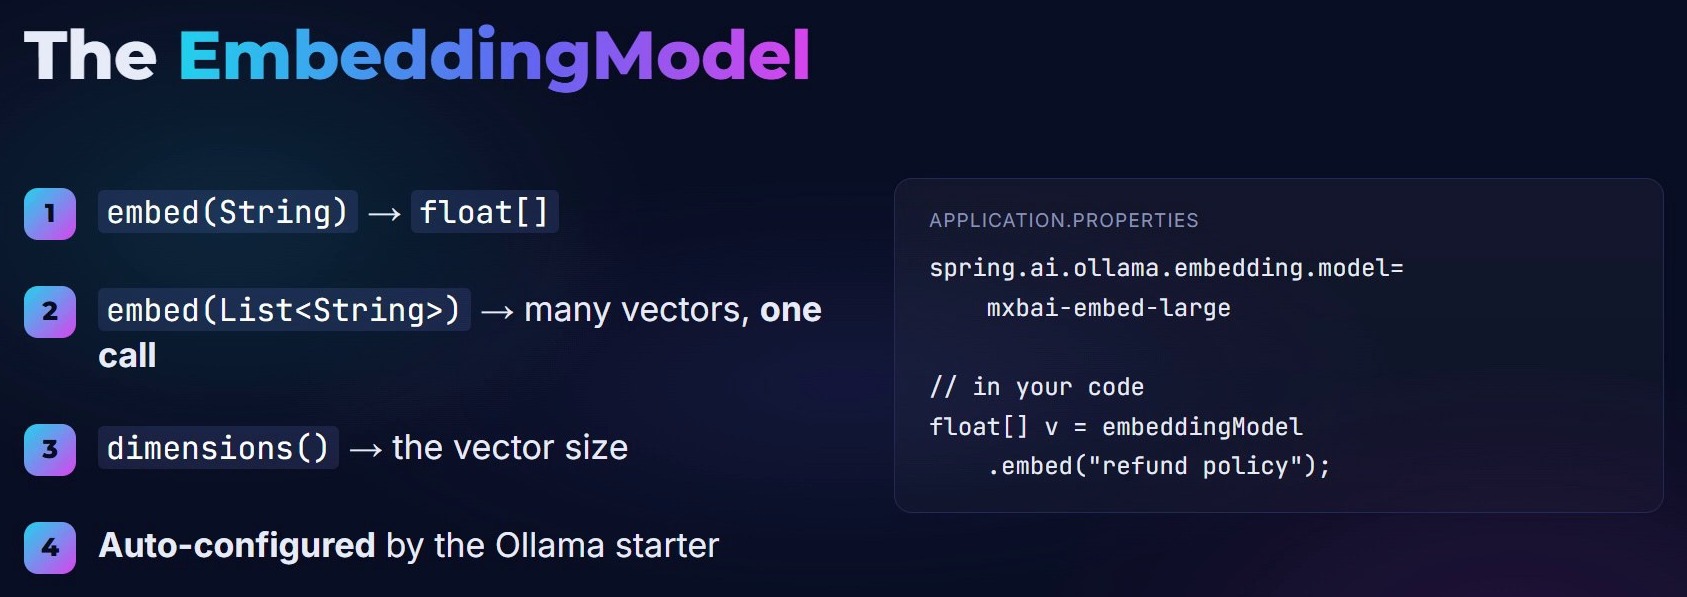 The EmbeddingModel
1 embed(String) → float[]
2 embed(List<String>) → many vectors, one
call
3 dimensions() → the vector size
4 Auto-configured by the Ollama starter
APPLICATION.PROPERTIES
spring.ai.ollama.embedding.model=
    mxbai-embed-large
// in your code
float[] v = embeddingModel
    .embed("refund policy");